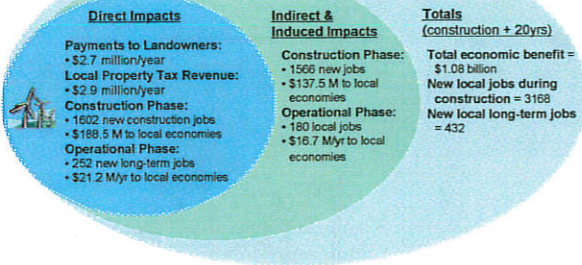 Direct Impacts
Payments to Landowners:
• $2.7 million/year
Local Property Tax Revenue:
• $2.9 million/year
Construction Phase:
• 1602 new construction jobs
• $188.5 M to local economies
Operational Phase:
• 252 new long-term jobs
• $21.2 M/yr to local economies
Indirect &
Induced Impacts
Construction Phase:
• 1566 new jobs
• $137.5 M to local
economies
Operational Phase:
• 180 local jobs
• $16.7 M/yr to local
economies
Totals
(construction + 20yrs)
Total economic benefit =
$1.08 billion
New local jobs during
construction = 3168
New local long-term jobs
= 432